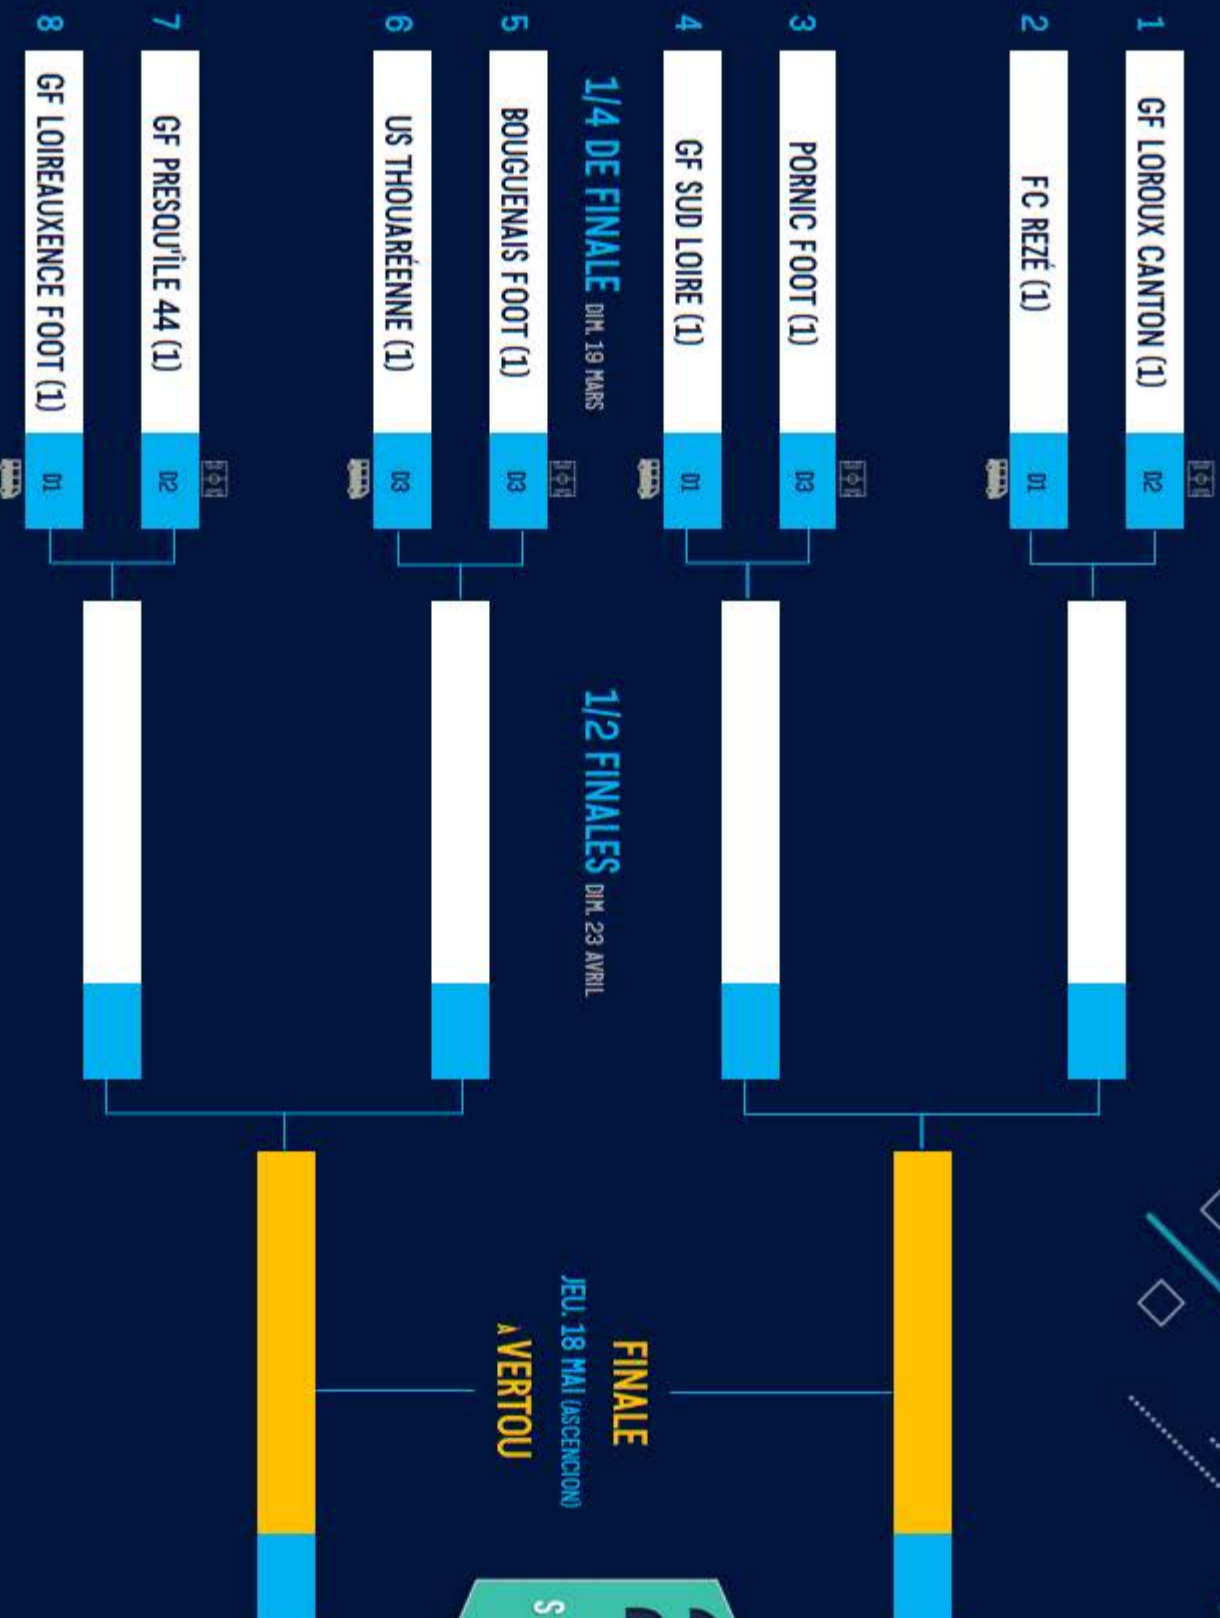 1 GF LOROUX CANTON (1) D2
2 FC REZÉ (1) D1
3 PORNIC FOOT (1) D3
4 GF SUD LOIRE (1) D1
1/4 DE FINALE DIM. 19 MARS
5 BOUGUENAIS FOOT (1) D3
6 US THOUARÉENNE (1) D3
7 GF PRESQU'ÎLE 44 (1) D2
8 GF LOIREAUXENCE FOOT (1) D1
1/2 FINALES DIM. 23 AVRIL
FINALE
JEU. 18 MAI (ASCENCION)
À VERTOU